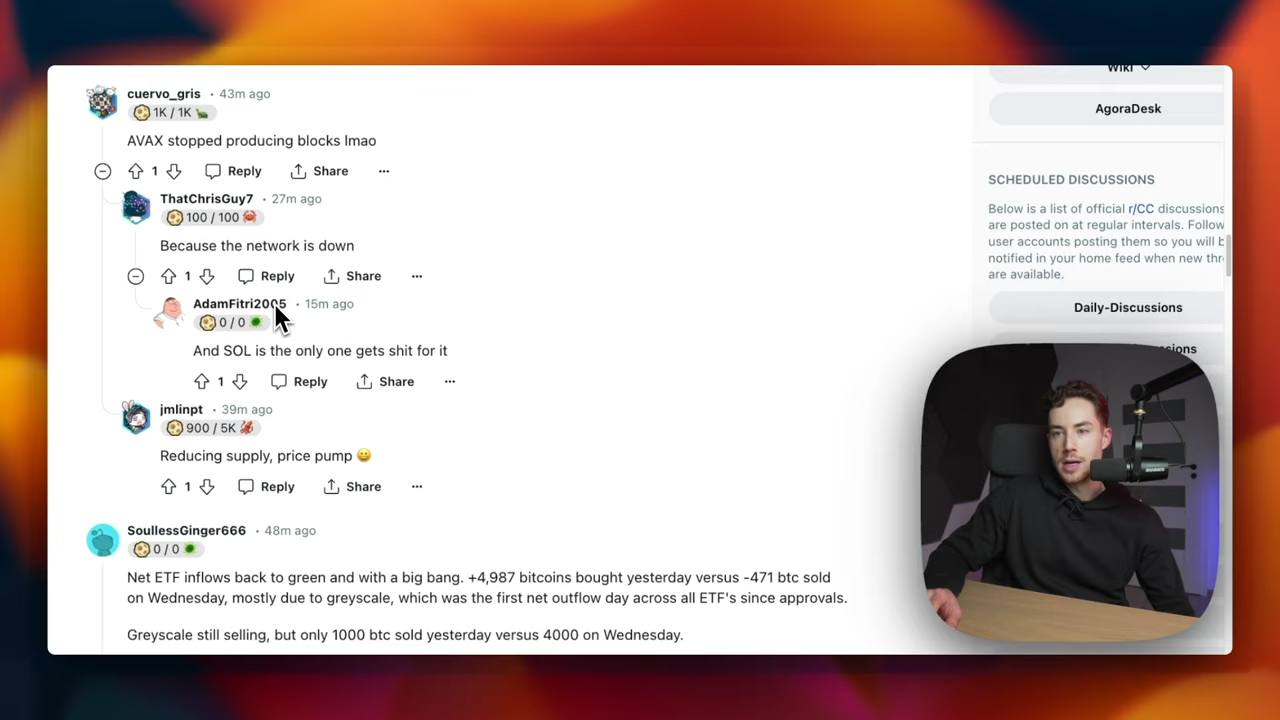 Wiki
AgoraDesk
cuervo_gris • 43m ago
1K / 1K
AVAX stopped producing blocks lmao
1 Reply Share ...
ThatChrisGuy7 • 27m ago
100 / 100
Because the network is down
1 Reply Share ...
AdamFitri2005 • 15m ago
0 / 0
And SOL is the only one gets shit for it
1 Reply Share ...
jmlinpt • 39m ago
900 / 5K
Reducing supply, price pump 😀
1 Reply Share ...
SoullessGinger666 • 48m ago
0 / 0
Net ETF inflows back to green and with a big bang. +4,987 bitcoins bought yesterday versus -471 btc sold
on Wednesday, mostly due to greyscale, which was the first net outflow day across all ETF's since approvals.
Greyscale still selling, but only 1000 btc sold yesterday versus 4000 on Wednesday.
SCHEDULED DISCUSSIONS
Below is a list of official r/CC discussions
are posted on at regular intervals. Follow
user accounts posting them so you will b
notified in your home feed when new thr
are available.
Daily-Discussions